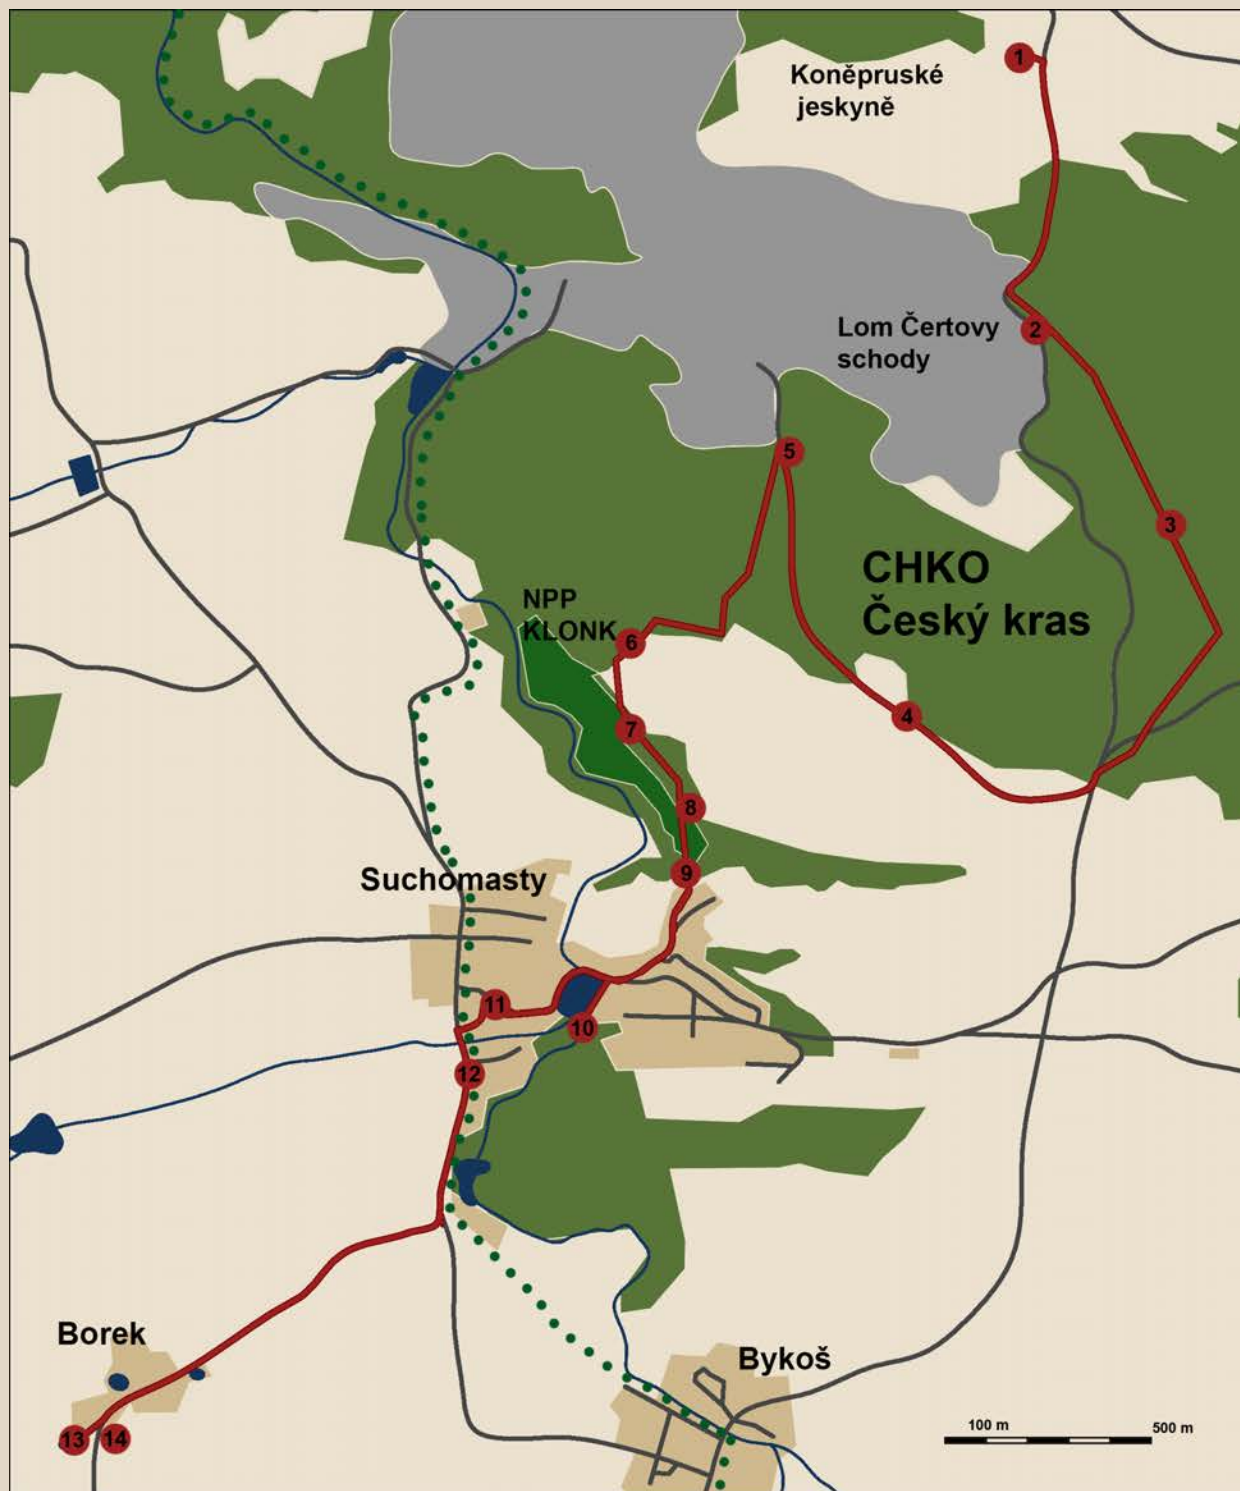 1
Koněpruské
jeskyně
Lom Čertovy
schody
2
5
3
CHKO
Český kras
NPP
KLONK
6
4
7
8
9
Suchomasty
11
10
12
Borek
Bykoš
13
14
100 m
500 m